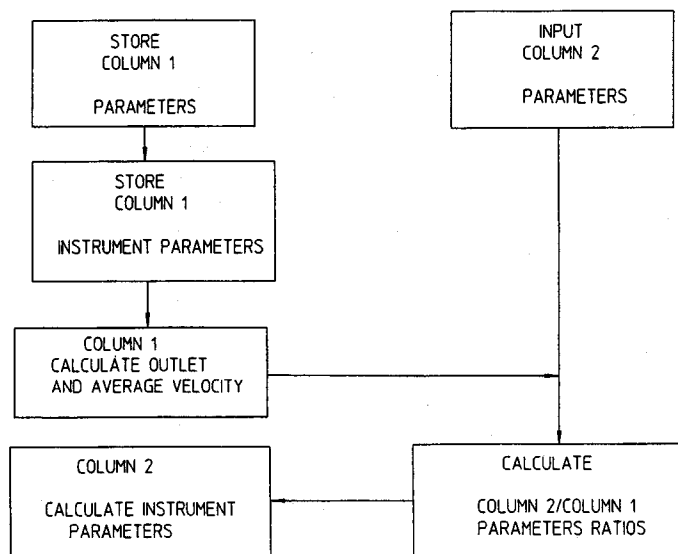 STORE
COLUMN 1
PARAMETERS
INPUT
COLUMN 2
PARAMETERS
STORE
COLUMN 1
INSTRUMENT PARAMETERS
COLUMN 1
CALCULATE OUTLET
AND AVERAGE VELOCITY
COLUMN 2
CALCULATE INSTRUMENT
PARAMETERS
CALCULATE
COLUMN 2/COLUMN 1
PARAMETERS RATIOS